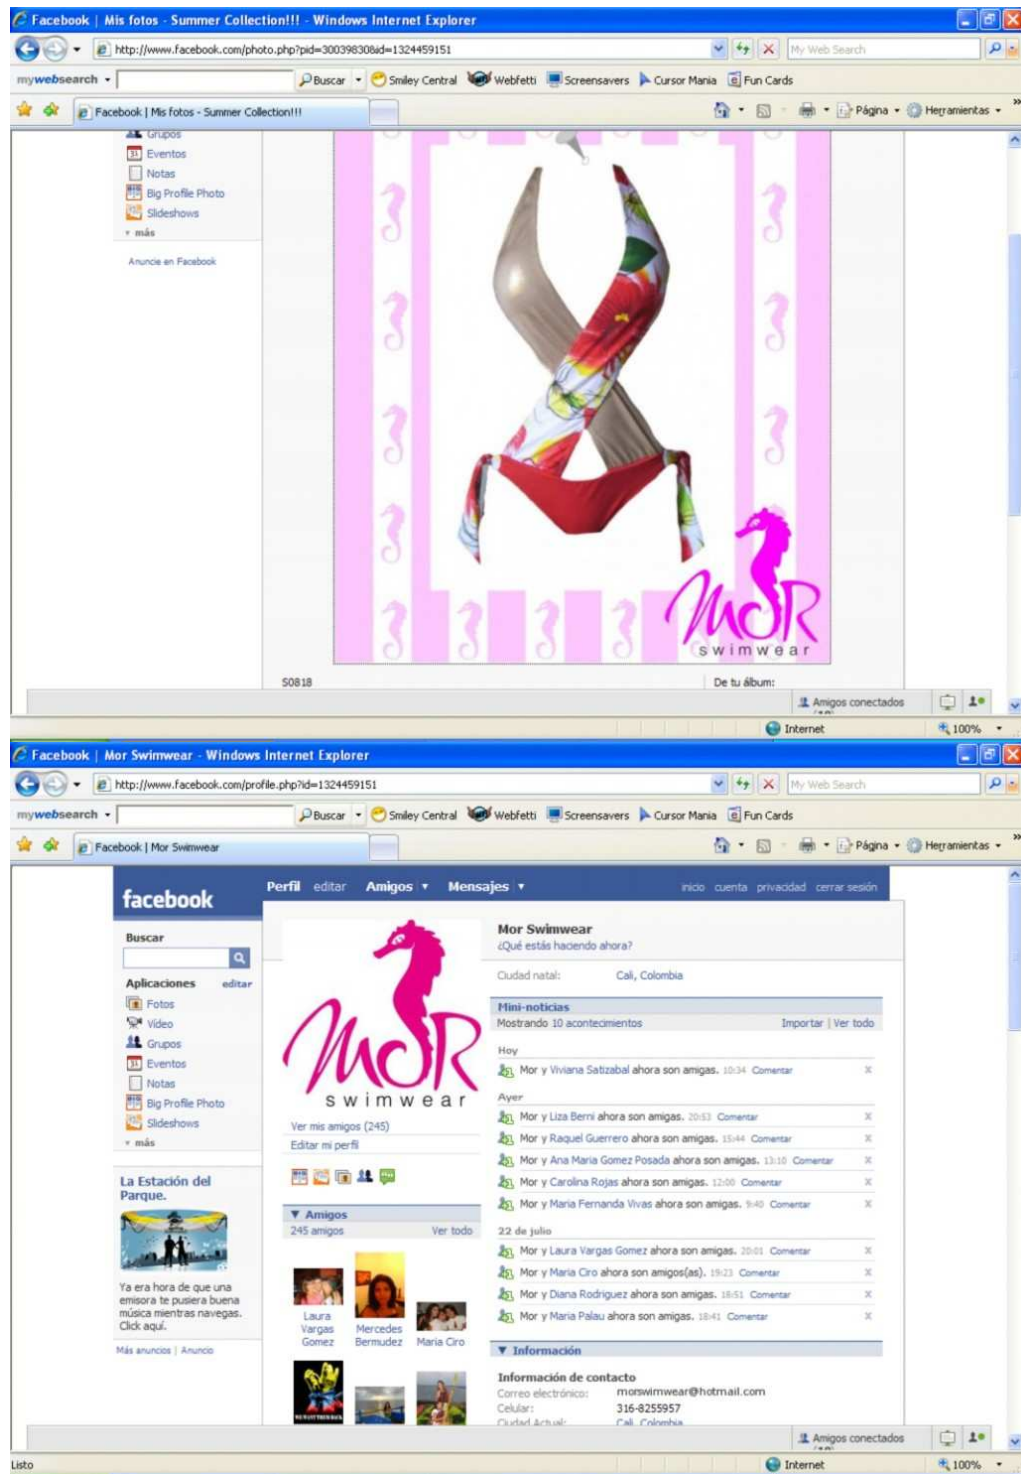 Facebook | Mis fotos - Summer Collection!!! - Windows Internet Explorer
http://www.facebook.com/photo.php?pid=30039830&id=1324459151
My Web Search
mywebsearch
Buscar
Smiley Central
Webfetti
Screensavers
Cursor Mania
Fun Cards
Facebook | Mis fotos - Summer Collection!!!
Página
Herramientas
Grupos
Eventos
Notas
Big Profile Photo
Slideshows
más
Anuncie en Facebook
MOR
swimwear
S0818
De tu álbum:
Amigos conectados
Internet
100%
Facebook | Mor Swimwear - Windows Internet Explorer
http://www.facebook.com/profile.php?id=1324459151
My Web Search
mywebsearch
Buscar
Smiley Central
Webfetti
Screensavers
Cursor Mania
Fun Cards
Facebook | Mor Swimwear
Página
Herramientas
facebook
Perfil editar Amigos Mensajes
inicio cuenta privacidad cerrar sesión
Buscar
Aplicaciones editar
Fotos
Vídeo
Grupos
Eventos
Notas
Big Profile Photo
Slideshows
más
La Estación del
Parque.
Ya era hora de que una
emisora te pusiera buena
música mientras navegas.
Click aquí.
Más anuncios | Anuncio
MOR
swimwear
Ver mis amigos (245)
Editar mi perfil
Amigos
245 amigos Ver todo
Laura
Vargas
Gomez
Mercedes
Bermudez
Maria Ciro
WE WANT THEM BACK
Mor Swimwear
¿Qué estás haciendo ahora?
Ciudad natal: Cali, Colombia
Mini-noticias
Mostrando 10 acontecimientos Importar | Ver todo
Hoy
Mor y Viviana Satizabal ahora son amigas. 10:34 Comentar x
Ayer
Mor y Liza Berni ahora son amigas. 20:53 Comentar x
Mor y Raquel Guerrero ahora son amigas. 15:44 Comentar x
Mor y Ana Maria Gomez Posada ahora son amigas. 13:10 Comentar x
Mor y Carolina Rojas ahora son amigas. 12:00 Comentar x
Mor y Maria Fernanda Vivas ahora son amigas. 9:40 Comentar x
22 de julio
Mor y Laura Vargas Gomez ahora son amigas. 20:01 Comentar x
Mor y Maria Ciro ahora son amigos(as). 19:23 Comentar x
Mor y Diana Rodriguez ahora son amigas. 18:51 Comentar x
Mor y Maria Palau ahora son amigas. 18:41 Comentar x
Información
Información de contacto
Correo electrónico: morswimwear@hotmail.com
Celular: 316-8255957
Ciudad Actual: Cali, Colombia
Amigos conectados
Listo
Internet
100%